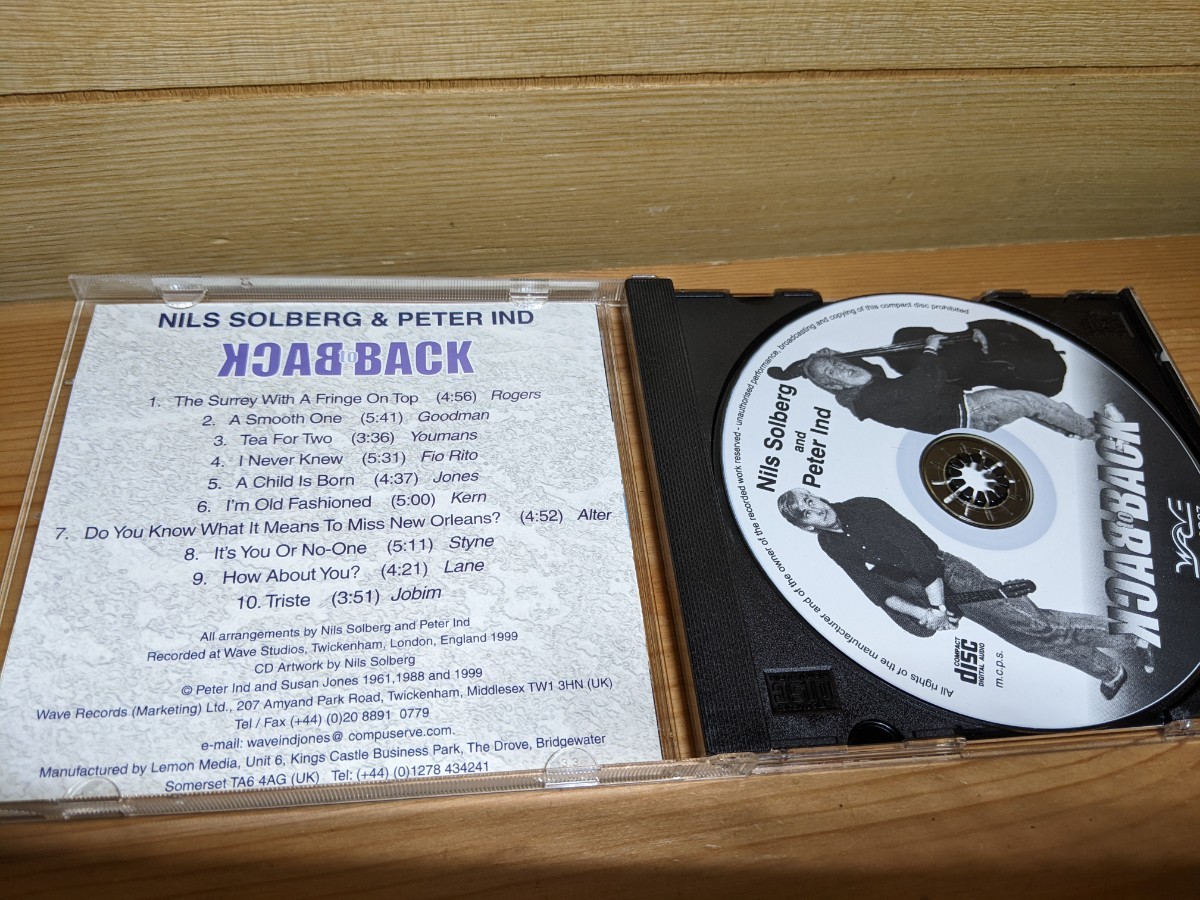 NILS SOLBERG & PETER IND
BACK TO BACK
1. The Surrey With A Fringe On Top (4:56) Rogers
2. A Smooth One (5:41) Goodman
3. Tea For Two (3:36) Youmans
4. I Never Knew (5:31) Fio Rito
5. A Child Is Born (4:37) Jones
6. I'm Old Fashioned (5:00) Kern
7. Do You Know What It Means To Miss New Orleans? (4:52) Alter
8. It's You Or No-One (5:11) Styne
9. How About You? (4:21) Lane
10. Triste (3:51) Jobim
All arrangements by Nils Solberg and Peter Ind
Recorded at Wave Studios, Twickenham, London, England 1999
CD Artwork by Nils Solberg
© Peter Ind and Susan Jones 1961,1988 and 1999
Wave Records (Marketing) Ltd., 207 Amyand Park Road, Twickenham, Middlesex TW1 3HN (UK)
Tel / Fax (+44) (0)20 8891 0779
e-mail: waveindjones@ compuserve.com.
Manufactured by Lemon Media, Unit 6, Kings Castle Business Park, The Drove, Bridgewater
Somerset TA6 4AG (UK) Tel: (+44) (0)1278 434241
All rights of the manufacturer and of the owner of the recorded work reserved - unauthorised performance, broadcasting and copying of this compact disc prohibited
Nils Solberg
and
Peter Ind
BACK TO BACK
COMPACT
disc
DIGITAL AUDIO
m.c.p.s.